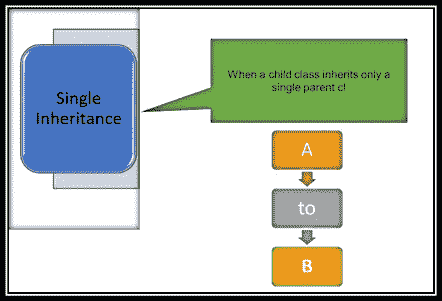 Single
Inheritance
When a child class inherits only a
single parent cl
A
to
B